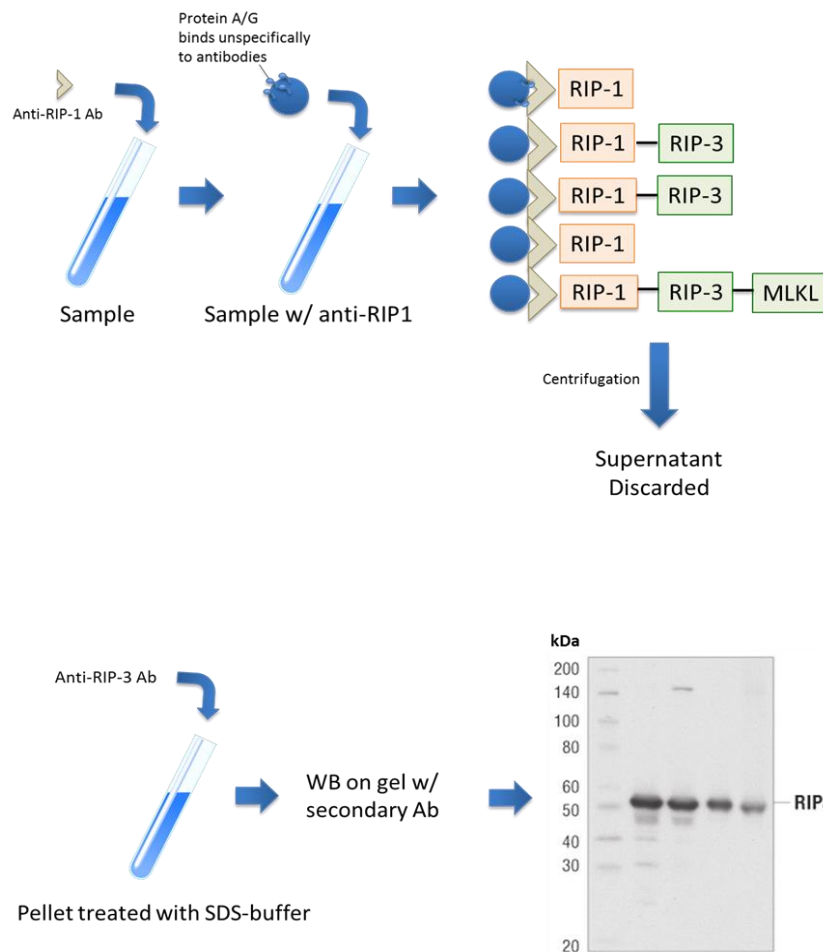 Protein A/G
binds unspecifically
to antibodies
Anti-RIP-1 Ab
Sample
Sample w/ anti-RIP1
RIP-1
RIP-1
RIP-3
RIP-1
RIP-3
RIP-1
RIP-1
RIP-3
MLKL
Centrifugation
Supernatant
Discarded
Anti-RIP-3 Ab
Pellet treated with SDS-buffer
WB on gel w/
secondary Ab
kDa
200
140
100
80
60
50
40
30
20
RIP